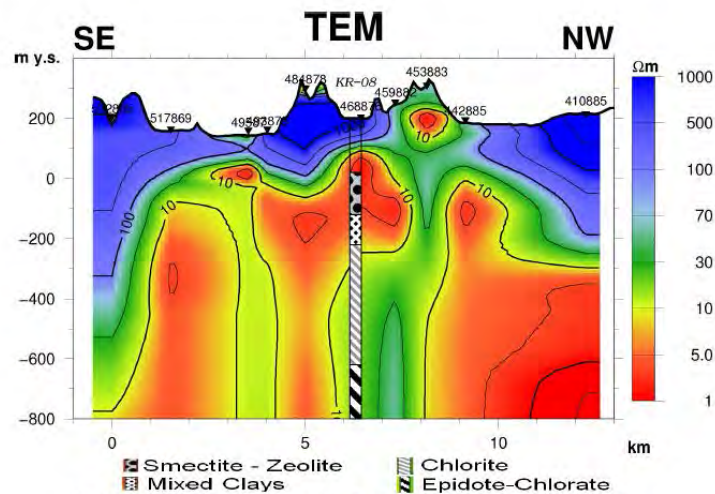 TEM
SE
NW
m y.s.
Ωm
484878
KR-08
453883
459882
517869
468878
442885
410885
200
0
-200
-400
-600
-800
1000
500
100
70
30
10
5.0
1
100
10
10
10
10
0
5
10
km
Smectite - Zeolite
Chlorite
Mixed Clays
Epidote-Chlorate